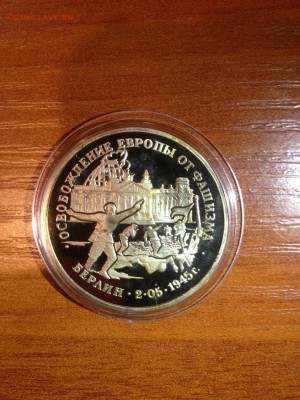 ·ОСВОБОЖДЕНИЕ ЕВРОПЫ ОТ ФАШИЗМА
БЕРЛИН · 2·05·1945 г.